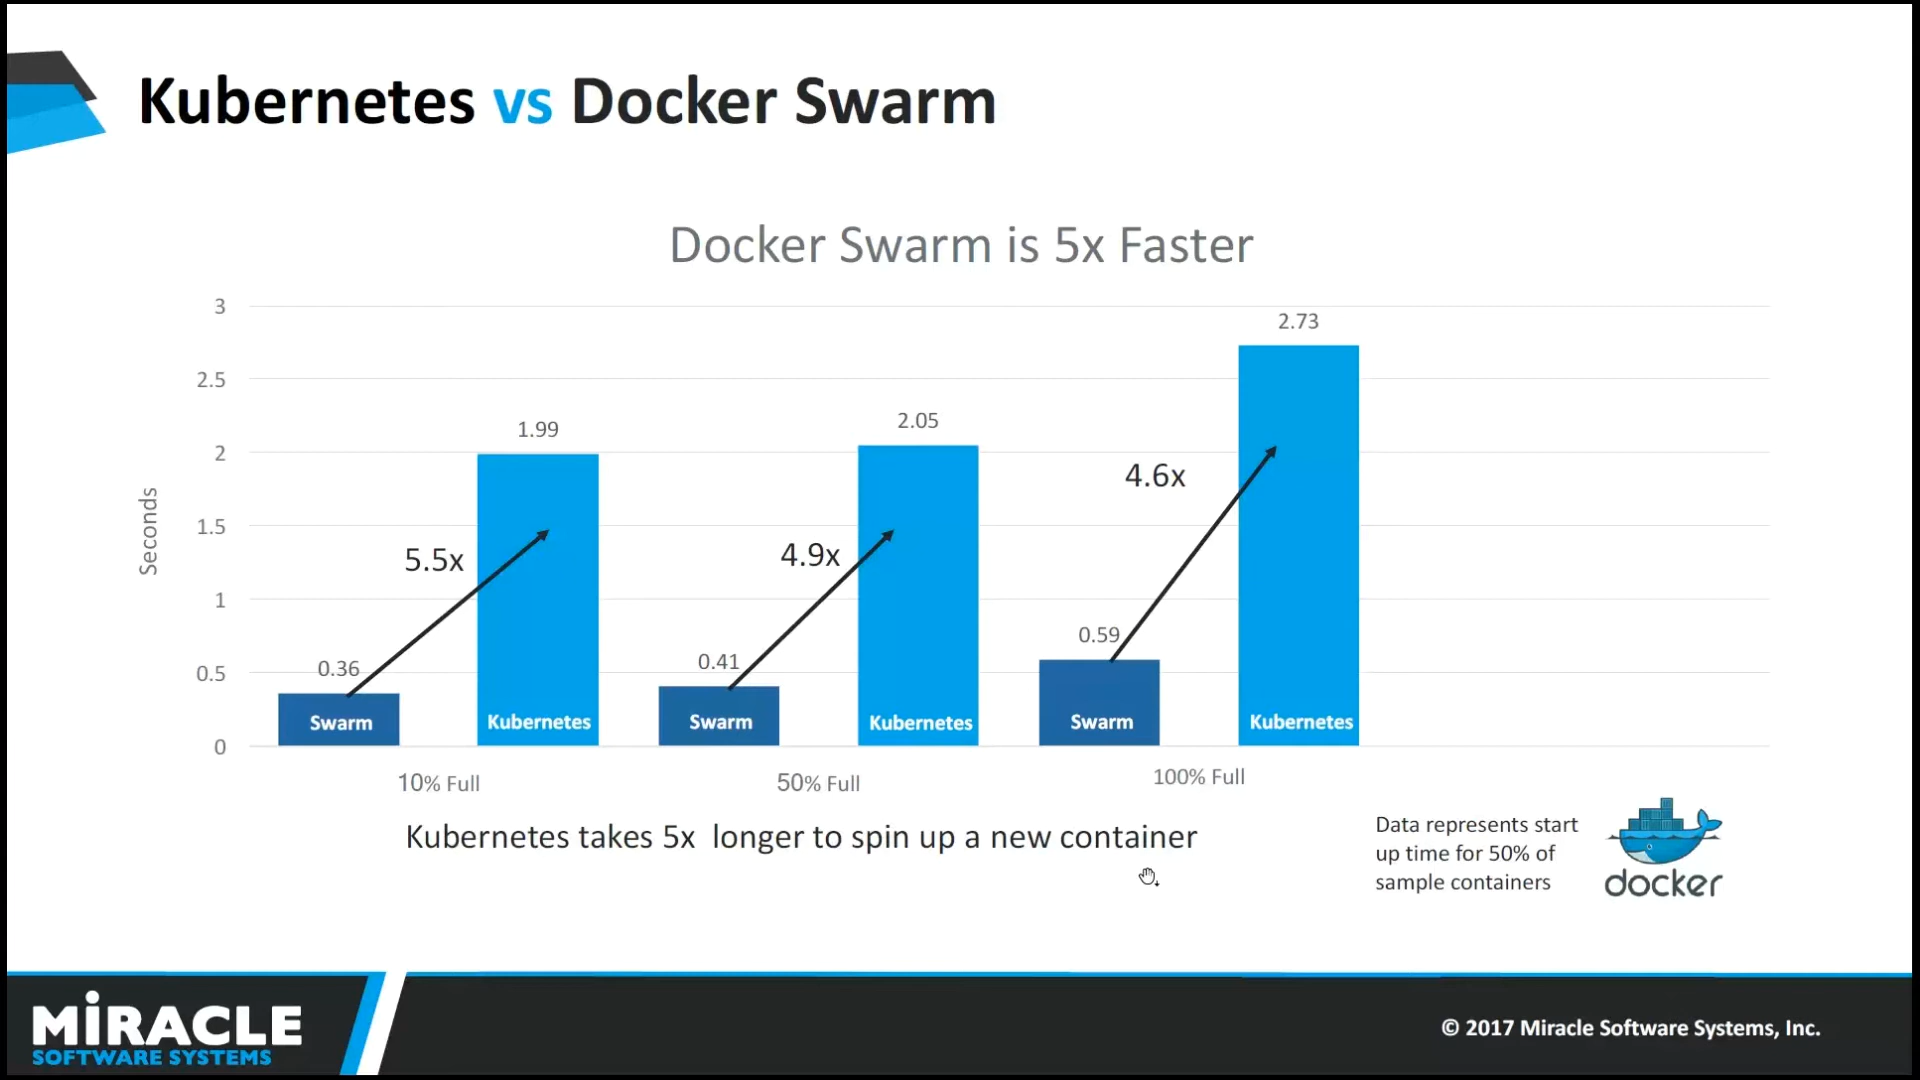 Kubernetes vs Docker Swarm
Docker Swarm is 5x Faster
3
2.5
2
1.5
1
0.5
0
Seconds
0.36
Swarm
5.5x
1.99
Kubernetes
10% Full
0.41
Swarm
4.9x
2.05
Kubernetes
50% Full
0.59
Swarm
4.6x
2.73
Kubernetes
100% Full
Kubernetes takes 5x longer to spin up a new container
Data represents start
up time for 50% of
sample containers
docker
MiRACLE
SOFTWARE SYSTEMS
© 2017 Miracle Software Systems, Inc.